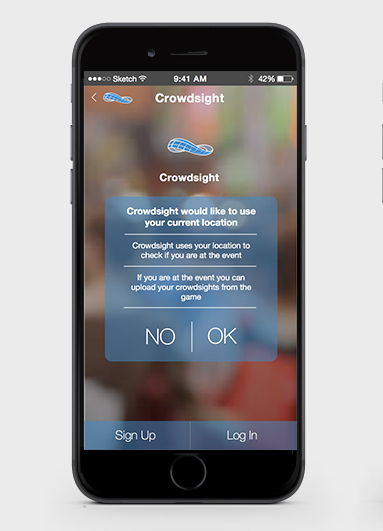 Sketch 9:41 AM 42%
Crowdsight
Crowdsight
Crowdsight would like to use
your current location
Crowdsight uses your location to
check if you are at the event
If you are at the event you can
upload your crowdsights from the
game
NO OK
Sign Up Log In